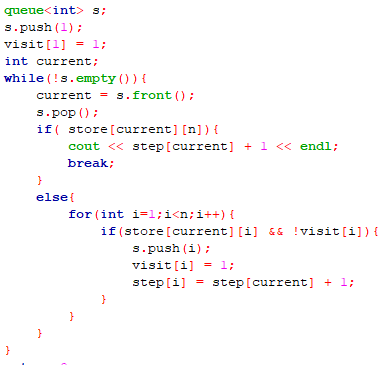 queue<int> s;
s.push(1);
visit[1] = 1;
int current;
while(!s.empty()){
    current = s.front();
    s.pop();
    if( store[current][n]){
        cout << step[current] + 1 << endl;
        break;
    }
    else{
        for(int i=1;i<n;i++){
            if(store[current][i] && !visit[i]){
                s.push(i);
                visit[i] = 1;
                step[i] = step[current] + 1;
            }
        }
    }
}